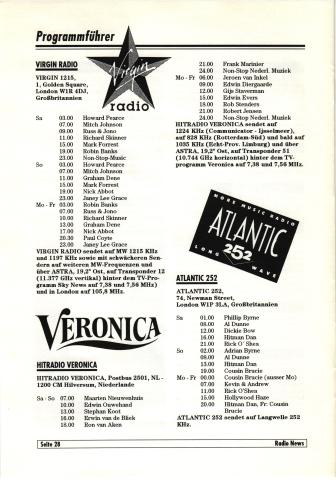 Programmführer
VIRGIN RADIO
VIRGIN 1215,
1, Golden Square,
London W1R 4DJ,
Großbritannien
Virgin
radio
Sa 03.00 Howard Pearce
07.00 Mitch Johnson
09.00 Russ & Jono
11.00 Richard Skinner
15.00 Mark Forrest
19.00 Robin Banks
23.00 Non-Stop-Music
So 03.00 Howard Pearce
07.00 Mitch Johnson
11.00 Graham Dene
15.00 Mark Forrest
19.00 Nick Abbot
23.00 Janey Lee Grace
Mo - Fr 03.00 Robin Banks
07.00 Russ & Jono
10.00 Richard Skinner
13.00 Graham Dene
17.00 Nick Abbot
20.30 Paul Coyte
23.00 Janey Lee Grace
VIRGIN RADIO sendet auf MW 1215 KHz
und 1197 KHz sowie mit schwächeren Sen-
dern auf weiteren MW-Frequenzen und
über ASTRA, 19,2° Ost, auf Transponder 12
(11.377 GHz vertikal) hinter dem TV-Pro-
gramm Sky News auf 7,38 und 7,56 MHz)
und in London auf 105,8 MHz.
VERONICA
HITRADIO VERONICA
HITRADIO VERONICA, Postbus 2501, NL -
1200 CM Hilversum, Niederlande
Sa - So 07.00 Maarten Nieuwenhuis
10.00 Edwin Ouwehand
13.00 Stephan Koot
16.00 Erwin van de Bliek
18.00 Ron van Aken
21.00 Frank Marinier
24.00 Non-Stop Nederl. Muziek
Mo - Fr 06.00 Jeroen van Inkel
09.00 Edwin Diergaarde
12.00 Gijs Staverman
15.00 Edwin Evers
18.00 Rob Stenders
21.00 Robert Jensen
24.00 Non-Stop Nederl. Muziek
HITRADIO VERONICA sendet auf
1224 KHz (Communicator - Ijsselmeer),
auf 828 KHz (Rotterdam-Süd) und bald auf
1035 KHz (Echt-Prov. Limburg) und über
ASTRA, 19,2° Ost, auf Transponder 51
(10.744 GHz horizontal) hinter dem TV-
programm Veronica auf 7,38 und 7,56 MHz.
MORE MUSIC RADIO
ATLANTIC
252
LONG WAVE
ATLANTIC 252
ATLANTIC 252,
74, Newman Street,
London W1P 3LA, Großbritannien
Sa 01.00 Phillip Byrne
08.00 Al Dunne
12.00 Dickie Bow
16.00 Hitman Dan
21.00 Rick O' Shea
So 02.00 Adrian Byrne
08.00 Al Dunne
10.00 Hitman Dan
19.00 Cousin Brucie
Mo - Fr 00.00 Cousin Brucie (ausser Mo)
07.00 Kevin & Andrew
11.00 Rick O'Shea
15.00 Hollywood Haze
20.00 Hitman Dan, Fr. Cousin
Brucie
ATLANTIC 252 sendet auf Langwelle 252
KHz.
Seite 28
Radio News